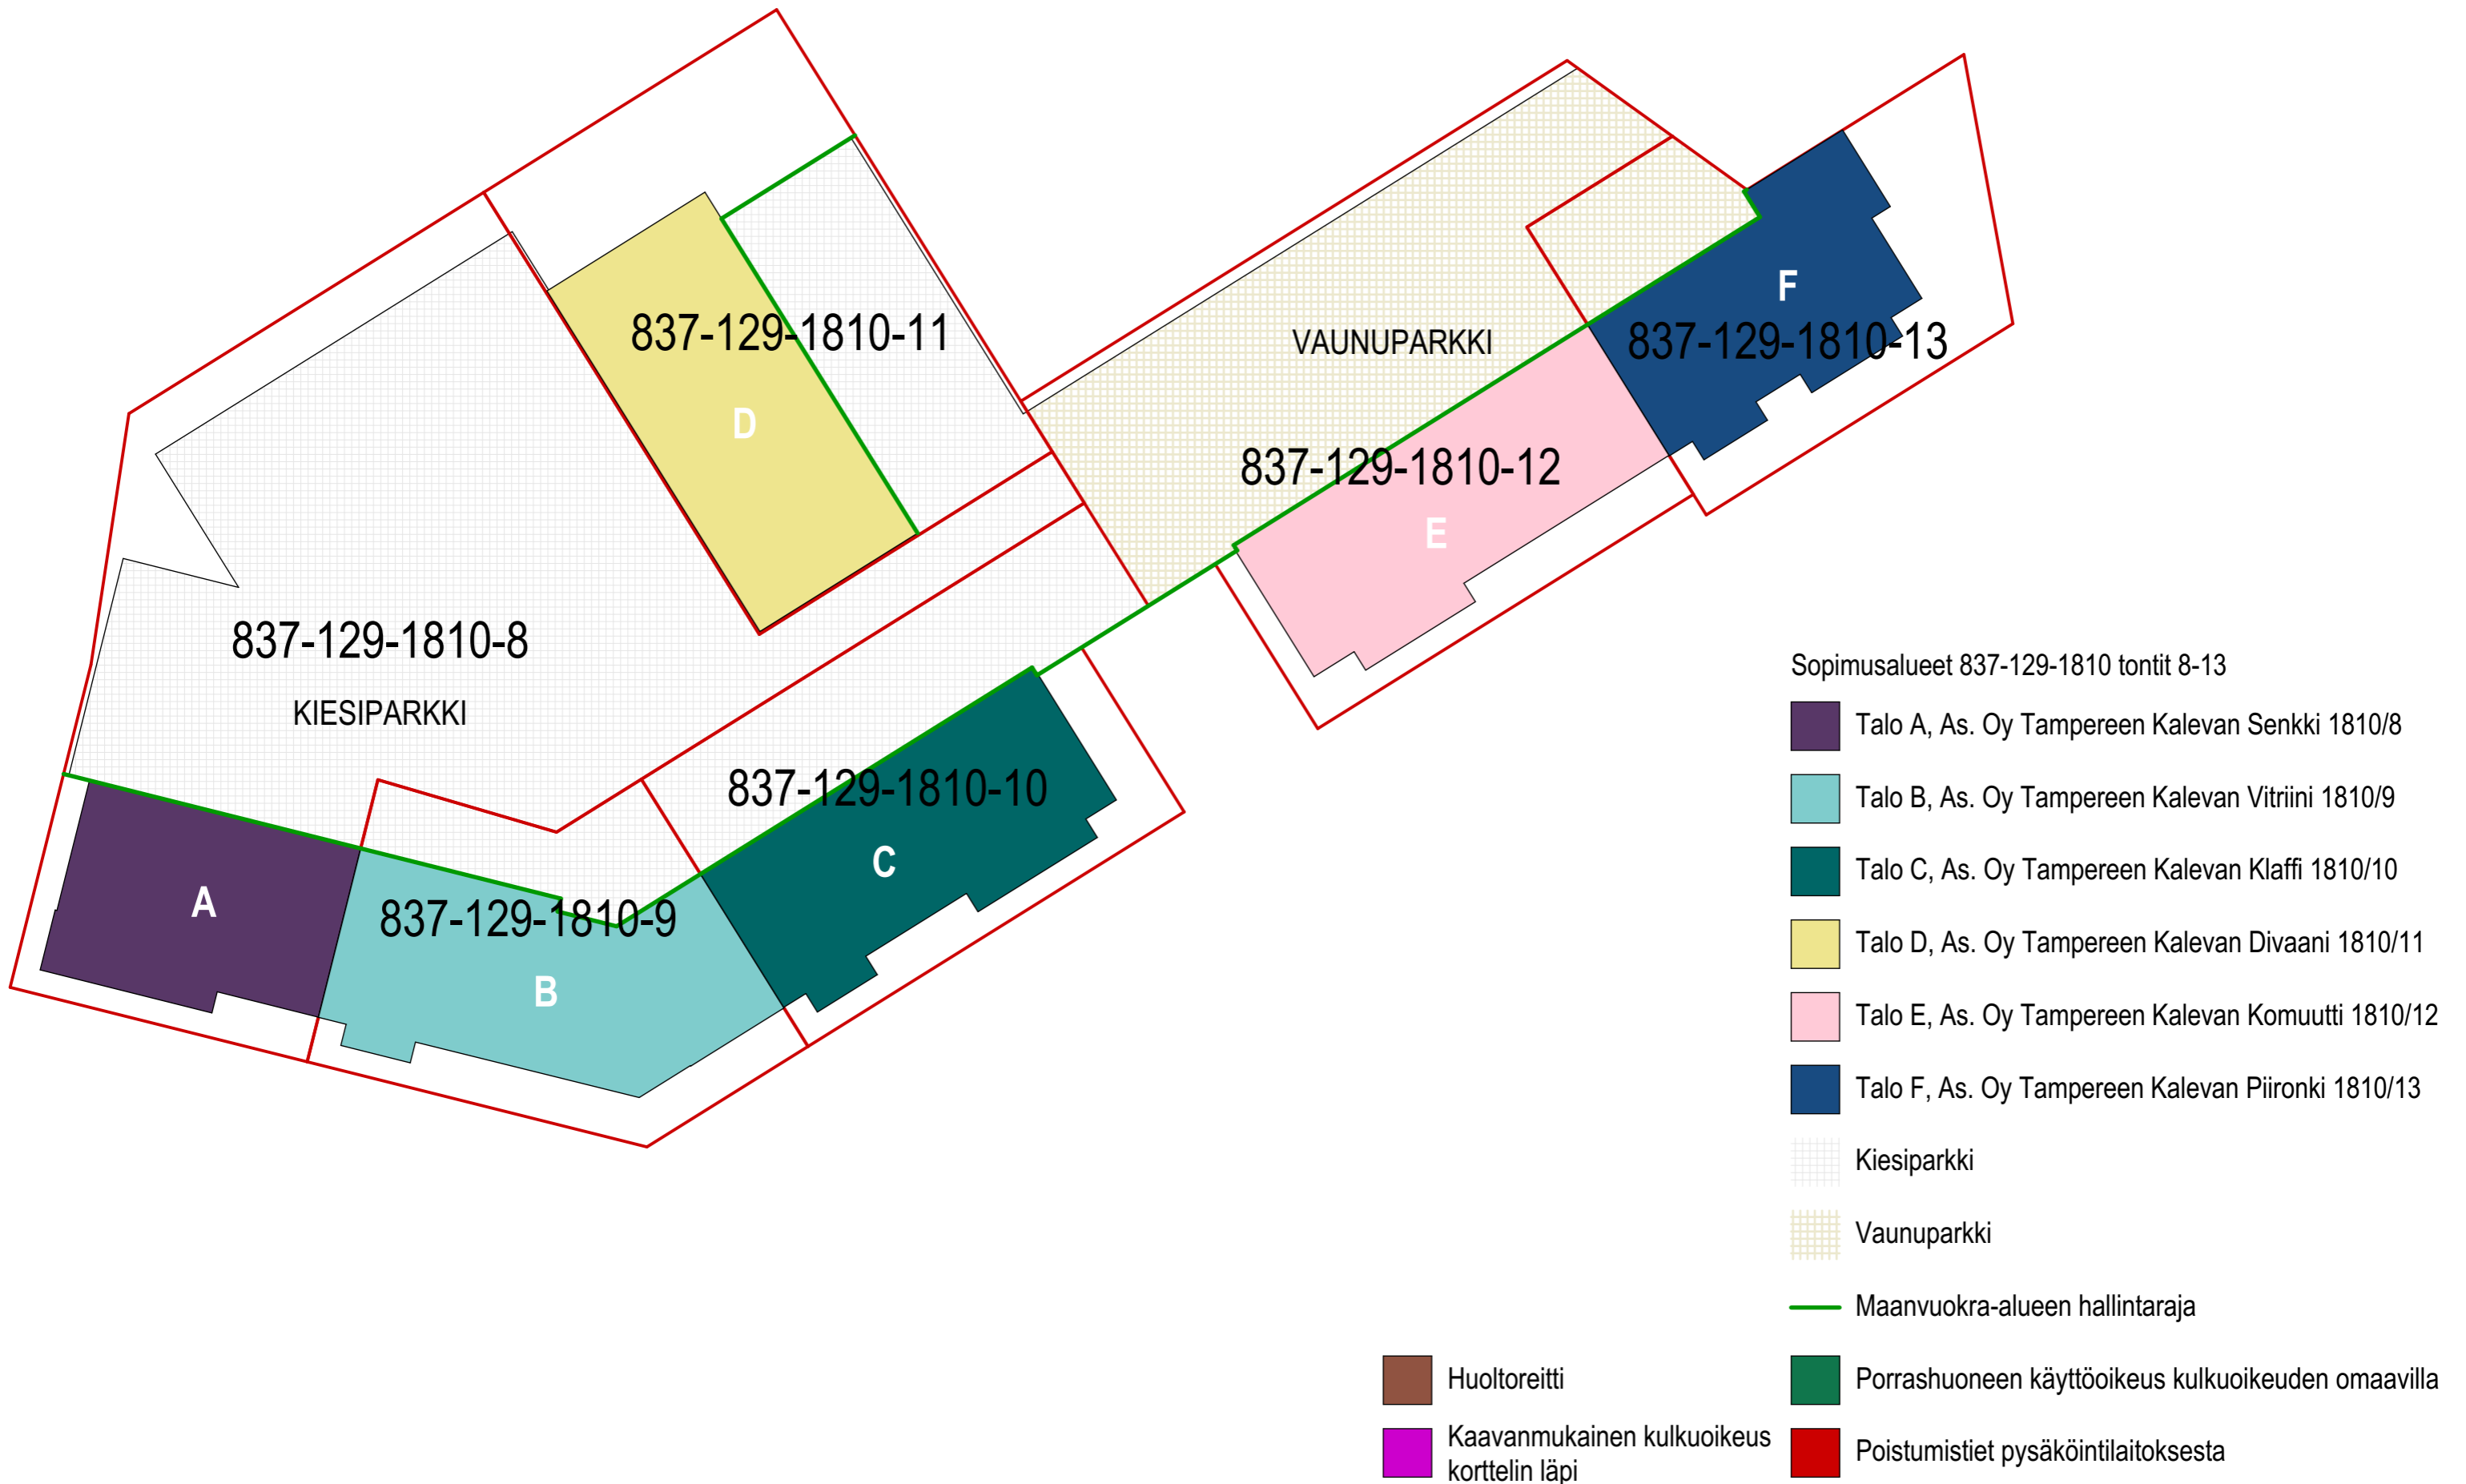 837-129-1810-11
D
VAUNUPARKKI
F
837-129-1810-13
837-129-1810-12
E
837-129-1810-8
KIESIPARKKI
837-129-1810-10
C
A
837-129-1810-9
B
Sopimusalueet 837-129-1810 tontit 8-13
Talo A, As. Oy Tampereen Kalevan Senkki 1810/8
Talo B, As. Oy Tampereen Kalevan Vitriini 1810/9
Talo C, As. Oy Tampereen Kalevan Klaffi 1810/10
Talo D, As. Oy Tampereen Kalevan Divaani 1810/11
Talo E, As. Oy Tampereen Kalevan Komuutti 1810/12
Talo F, As. Oy Tampereen Kalevan Piironki 1810/13
Kiesiparkki
Vaunuparkki
Maanvuokra-alueen hallintaraja
Huoltoreitti
Porrashuoneen käyttöoikeus kulkuoikeuden omaavilla
Kaavanmukainen kulkuoikeus
korttelin läpi
Poistumistiet pysäköintilaitoksesta